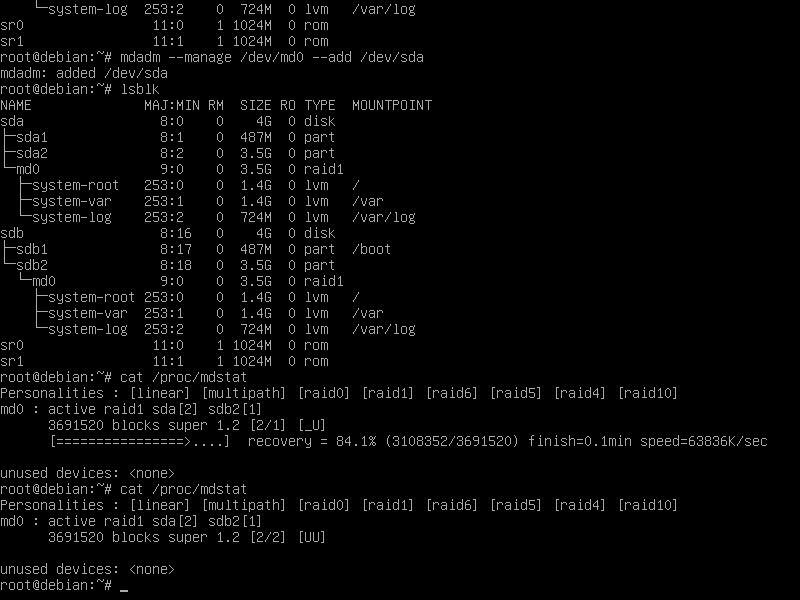 └─system-log  253:2    0  724M  0 lvm   /var/log
sr0                11:0    1 1024M  0 rom
sr1                11:1    1 1024M  0 rom
root@debian:~# mdadm --manage /dev/md0 --add /dev/sda
mdadm: added /dev/sda
root@debian:~# lsblk
NAME              MAJ:MIN RM   SIZE RO TYPE  MOUNTPOINT
sda                 8:0    0     4G  0 disk
├─sda1              8:1    0   487M  0 part
├─sda2              8:2    0   3.5G  0 part
└─md0               9:0    0   3.5G  0 raid1
  ├─system-root   253:0    0   1.4G  0 lvm   /
  ├─system-var    253:1    0   1.4G  0 lvm   /var
  └─system-log    253:2    0   724M  0 lvm   /var/log
sdb                 8:16   0     4G  0 disk
├─sdb1              8:17   0   487M  0 part  /boot
└─sdb2              8:18   0   3.5G  0 part
  └─md0             9:0    0   3.5G  0 raid1
    ├─system-root 253:0    0   1.4G  0 lvm   /
    ├─system-var  253:1    0   1.4G  0 lvm   /var
    └─system-log  253:2    0   724M  0 lvm   /var/log
sr0                11:0    1  1024M  0 rom
sr1                11:1    1  1024M  0 rom
root@debian:~# cat /proc/mdstat
Personalities : [linear] [multipath] [raid0] [raid1] [raid6] [raid5] [raid4] [raid10]
md0 : active raid1 sda[2] sdb2[1]
      3691520 blocks super 1.2 [2/1] [_U]
      [================>....]  recovery = 84.1% (3108352/3691520) finish=0.1min speed=63836K/sec
unused devices: <none>
root@debian:~# cat /proc/mdstat
Personalities : [linear] [multipath] [raid0] [raid1] [raid6] [raid5] [raid4] [raid10]
md0 : active raid1 sda[2] sdb2[1]
      3691520 blocks super 1.2 [2/2] [UU]
unused devices: <none>
root@debian:~# _